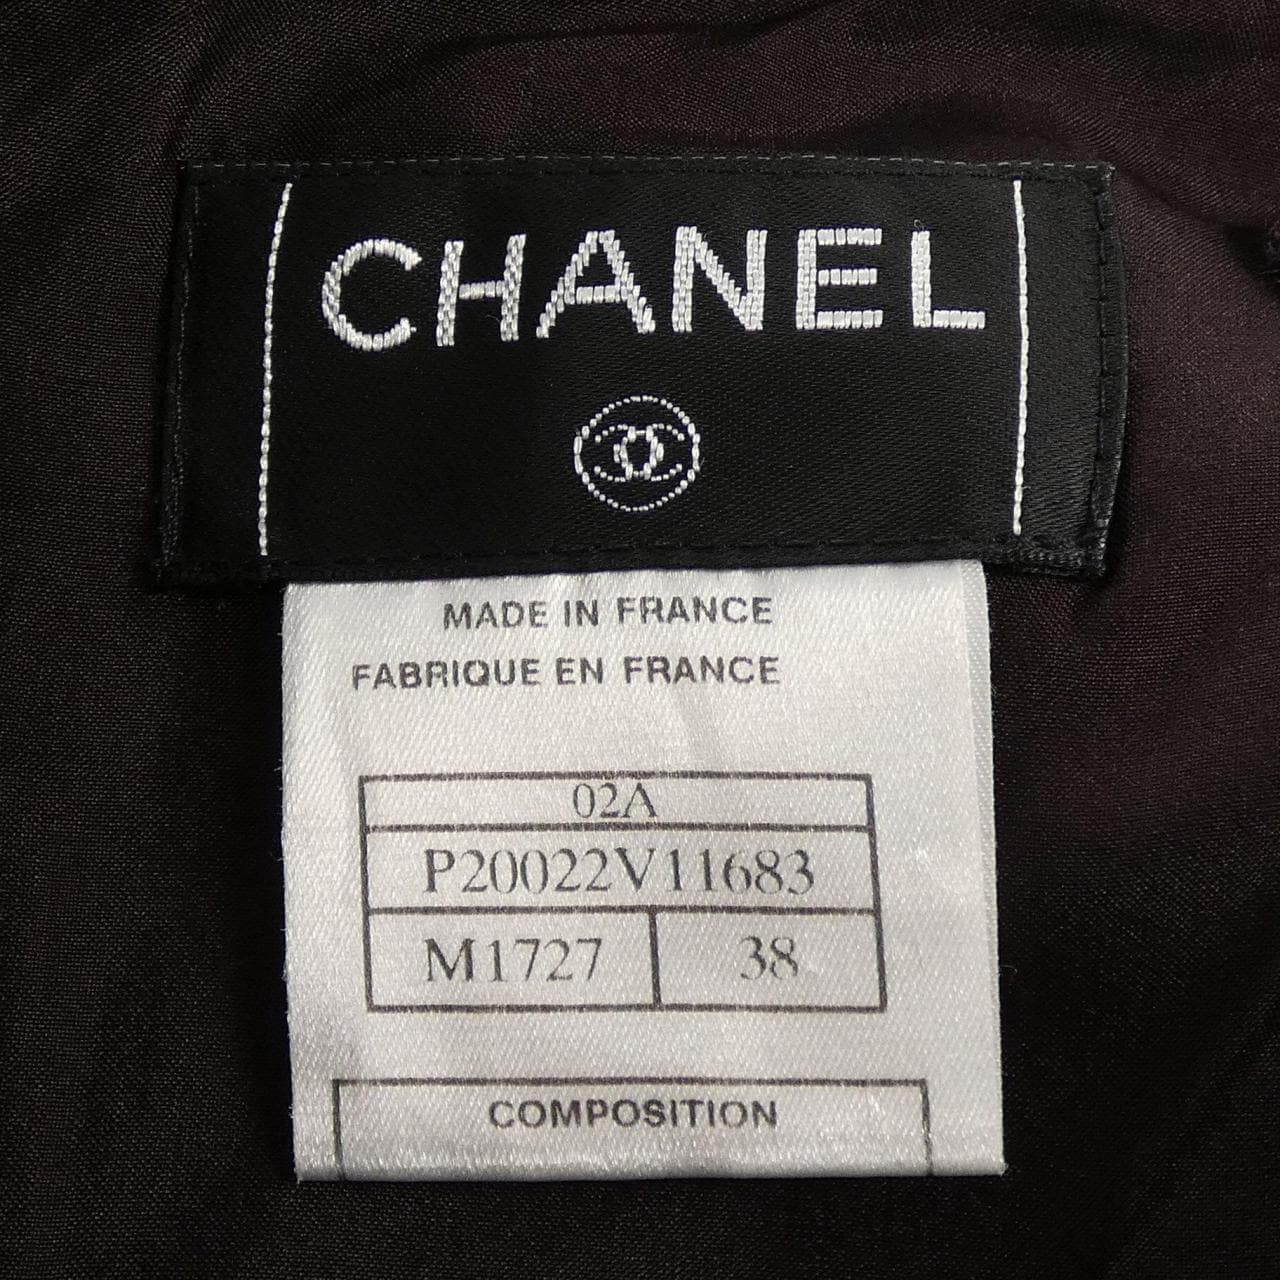 CHANEL
MADE IN FRANCE
FABRIQUE EN FRANCE
02A
P20022V11683
M1727 38
COMPOSITION